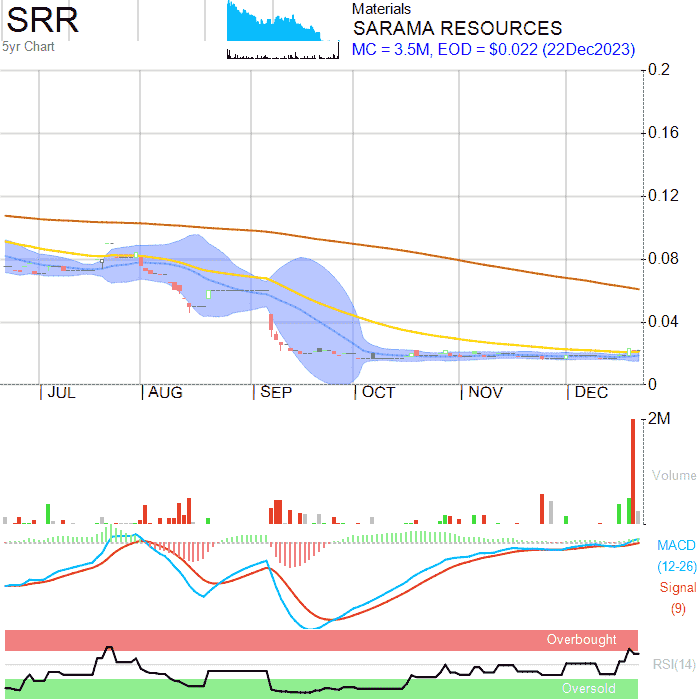 SRR
5yr Chart
Materials
SARAMA RESOURCES
MC = 3.5M, EOD = $0.022 (22Dec2023)
0.2
0.16
0.12
0.08
0.04
0
JUL AUG SEP OCT NOV DEC
2M
Volume
MACD
(12-26)
Signal
(9)
Overbought
RSI(14)
Oversold